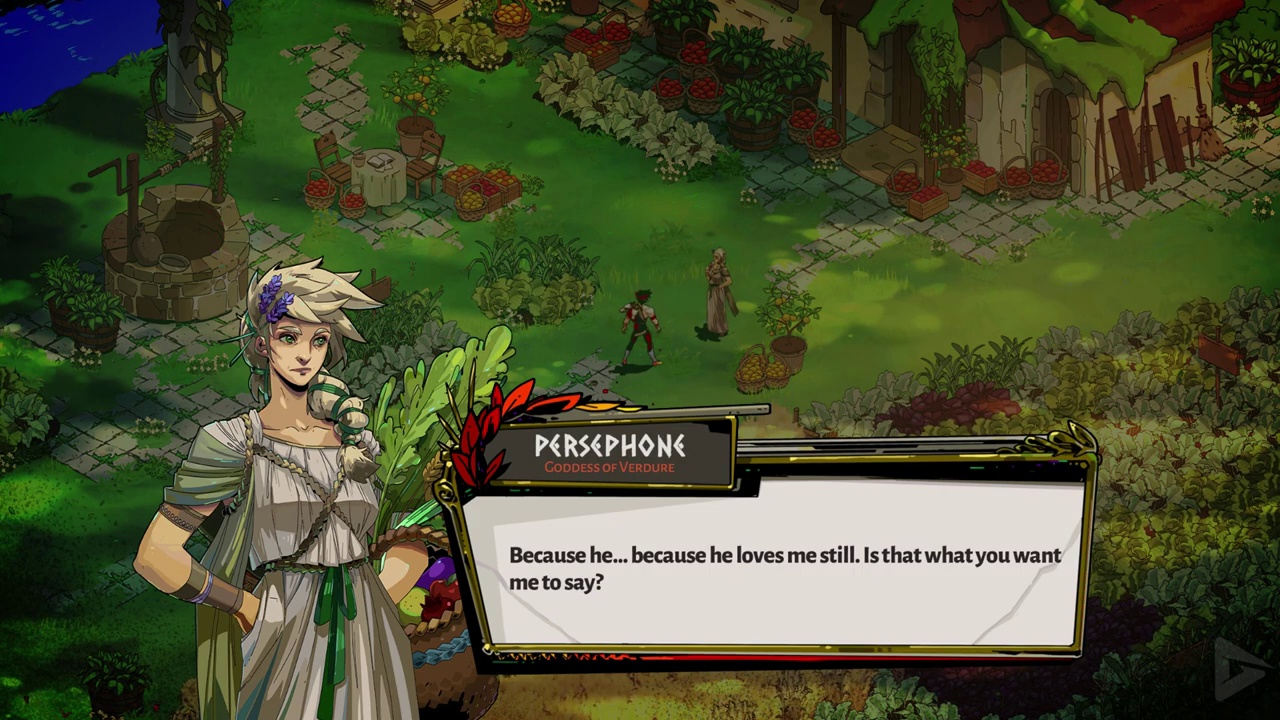 PERSEPHONE
Goddess of Verdure
Because he... because he loves me still. Is that what you want
me to say?